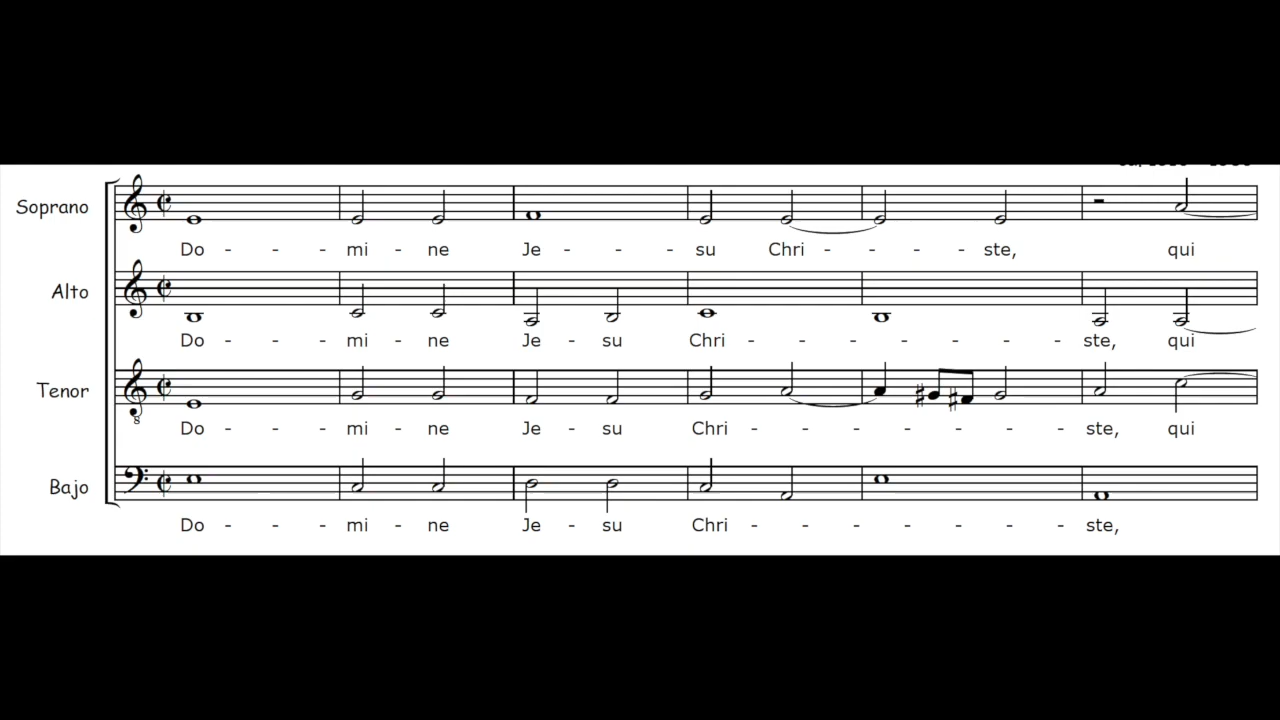 Soprano
Do - - - mi - ne Je - - - su Chri - - - - ste, qui
Alto
Do - - - mi - ne Je - su Chri - - - - - - - ste, qui
Tenor
8
Do - - - mi - ne Je - su Chri - - - - - - - ste, qui
Bajo
Do - - - mi - ne Je - su Chri - - - - - - - ste,